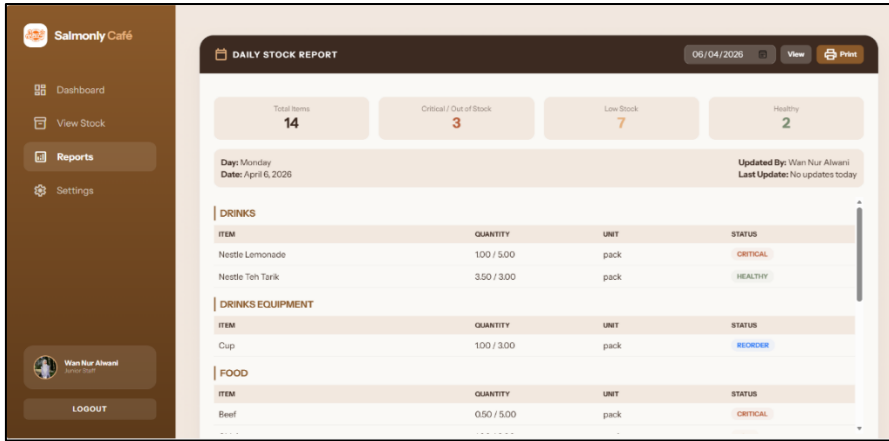 Salmonly Café
Dashboard
View Stock
Reports
Settings
Wan Nur Alwani
Junior Staff
LOGOUT
DAILY STOCK REPORT
06/04/2026
View
Print
Total Items
14
Critical / Out of Stock
3
Low Stock
7
Healthy
2
Day: Monday
Date: April 6, 2026
Updated By: Wan Nur Alwani
Last Update: No updates today
DRINKS
ITEM QUANTITY UNIT STATUS
Nestle Lemonade 1.00 / 5.00 pack CRITICAL
Nestle Teh Tarik 3.50 / 3.00 pack HEALTHY
DRINKS EQUIPMENT
ITEM QUANTITY UNIT STATUS
Cup 1.00 / 3.00 pack REORDER
FOOD
ITEM QUANTITY UNIT STATUS
Beef 0.50 / 5.00 pack CRITICAL